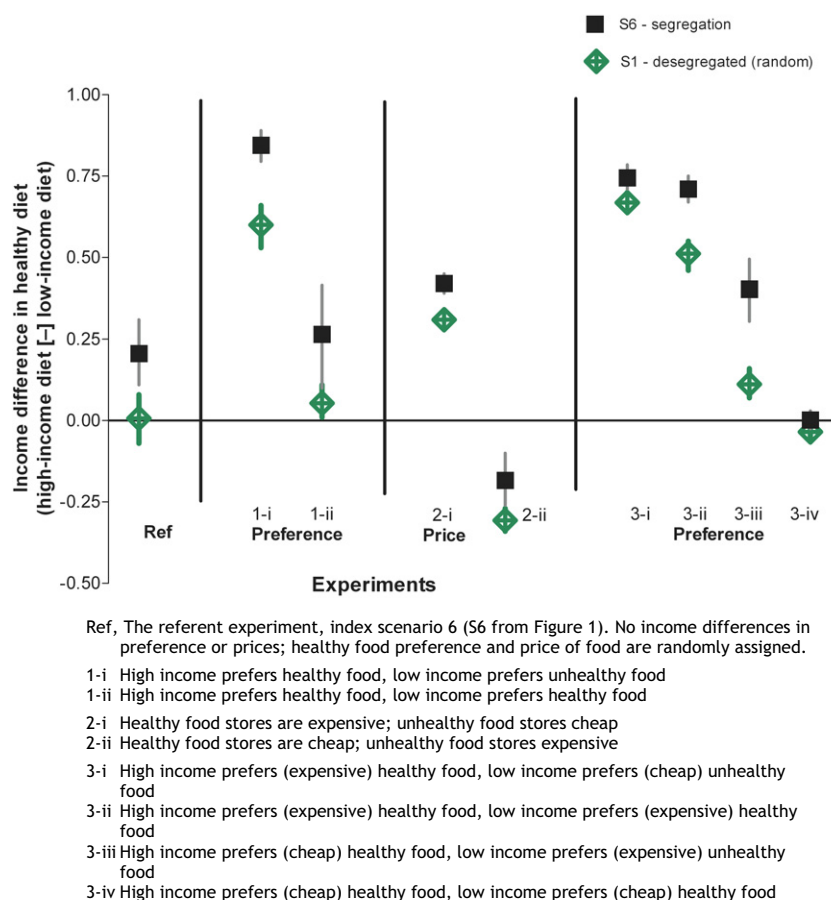 S6 - segregation
S1 - desegregated (random)
Income difference in healthy diet
(high-income diet [–] low-income diet)
1.00
0.75
0.50
0.25
0.00
-0.25
-0.50
1-i
1-ii
2-i
2-ii
3-i
3-ii
3-iii
3-iv
Ref
Preference
Price
Preference
Experiments
Ref, The referent experiment, index scenario 6 (S6 from Figure 1). No income differences in
preference or prices; healthy food preference and price of food are randomly assigned.
1-i High income prefers healthy food, low income prefers unhealthy food
1-ii High income prefers healthy food, low income prefers healthy food
2-i Healthy food stores are expensive; unhealthy food stores cheap
2-ii Healthy food stores are cheap; unhealthy food stores expensive
3-i High income prefers (expensive) healthy food, low income prefers (cheap) unhealthy
food
3-ii High income prefers (expensive) healthy food, low income prefers (expensive) healthy
food
3-iii High income prefers (cheap) healthy food, low income prefers (expensive) unhealthy
food
3-iv High income prefers (cheap) healthy food, low income prefers (cheap) healthy food